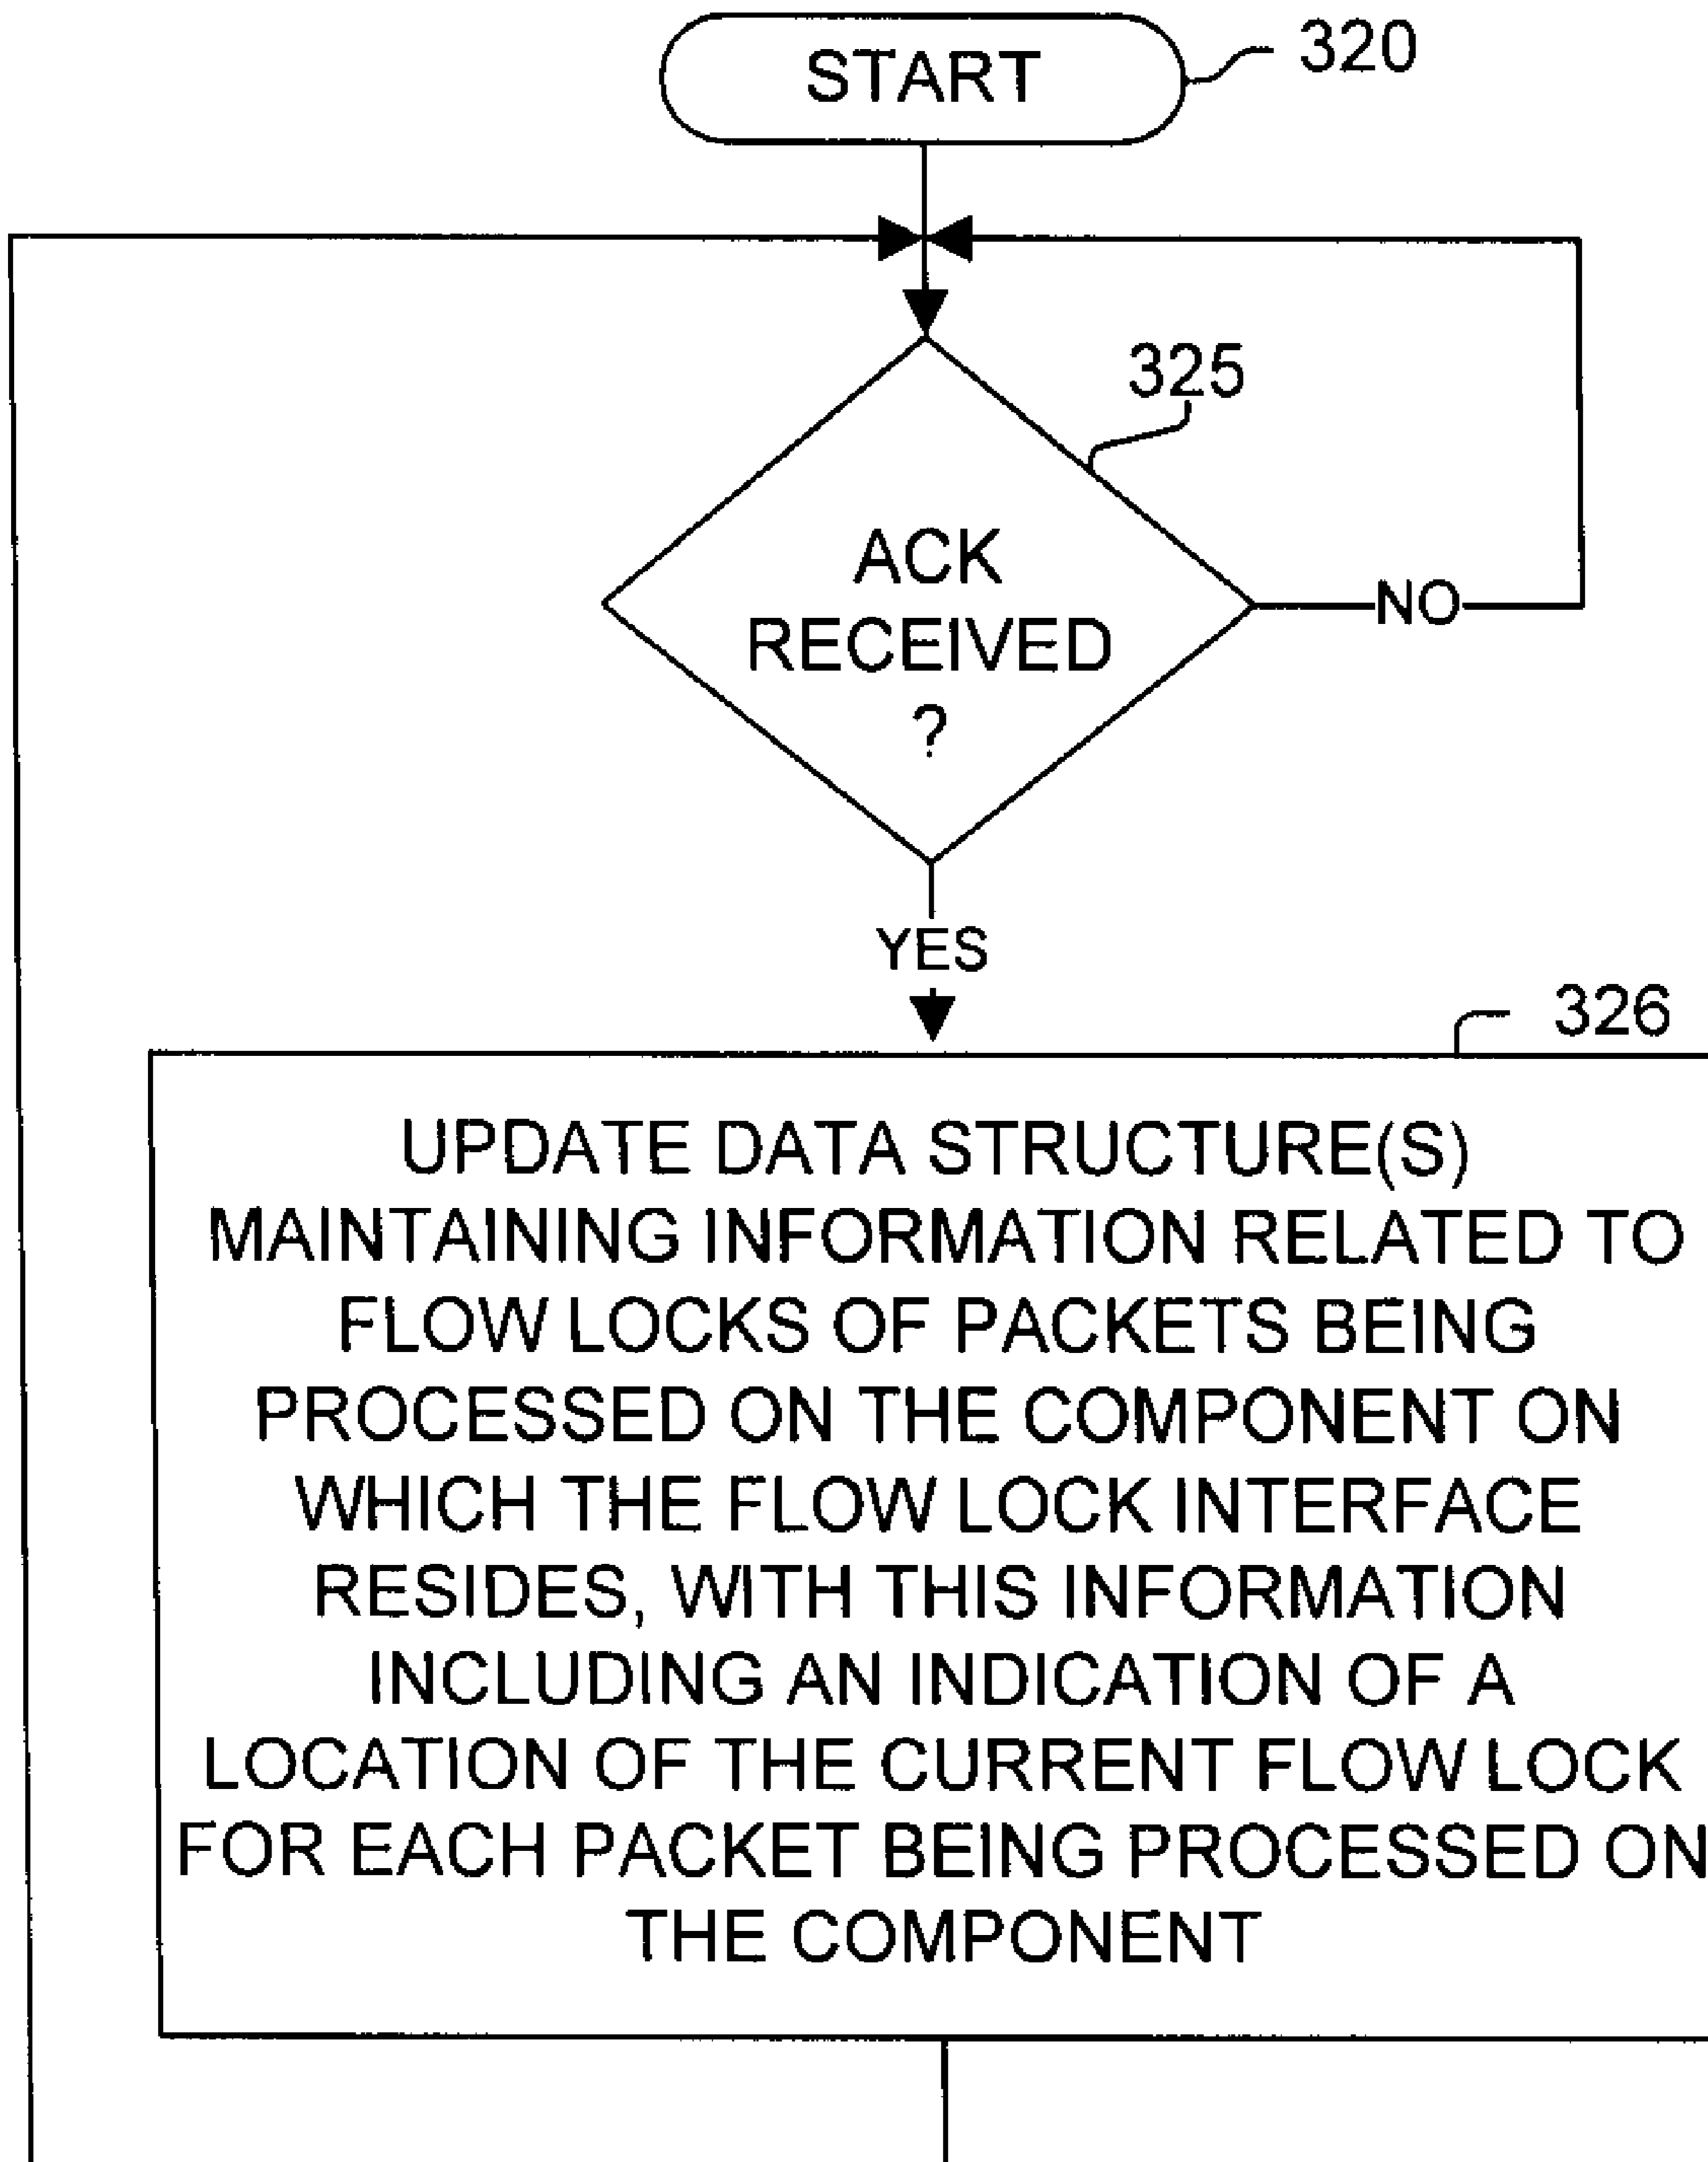 START
320
325
ACK
RECEIVED
?
NO
YES
326
UPDATE DATA STRUCTURE(S)
MAINTAINING INFORMATION RELATED TO
FLOW LOCKS OF PACKETS BEING
PROCESSED ON THE COMPONENT ON
WHICH THE FLOW LOCK INTERFACE
RESIDES, WITH THIS INFORMATION
INCLUDING AN INDICATION OF A
LOCATION OF THE CURRENT FLOW LOCK
FOR EACH PACKET BEING PROCESSED ON
THE COMPONENT